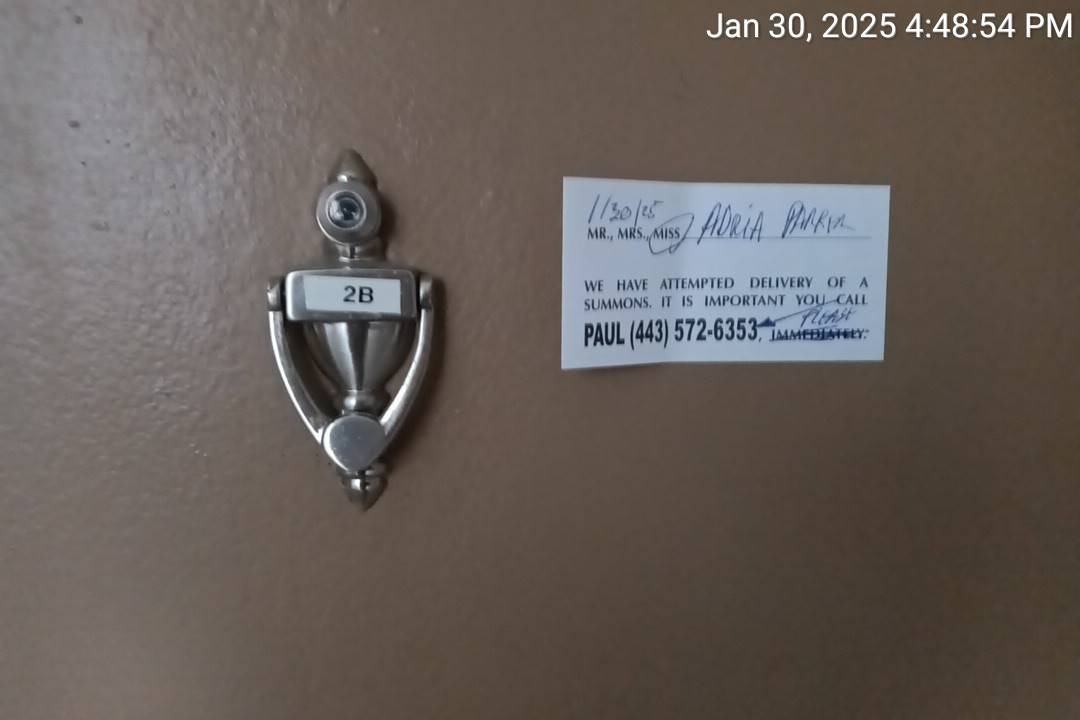 Jan 30, 2025 4:48:54 PM
2B
1/30/25
MR., MRS., MISS ADRIA PARKER
WE HAVE ATTEMPTED DELIVERY OF A
SUMMONS. IT IS IMPORTANT YOU CALL
PLEASE
PAUL (443) 572-6353, IMMEDIATELY.